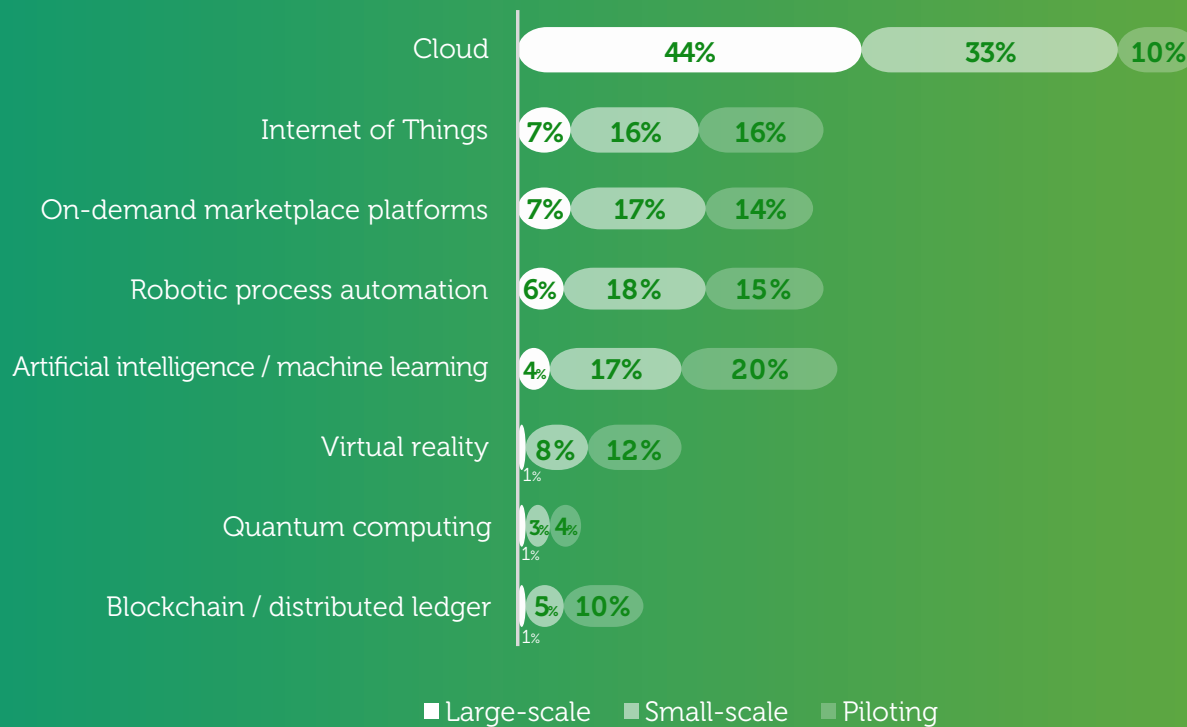 Cloud 44% 33% 10%
Internet of Things 7% 16% 16%
On-demand marketplace platforms 7% 17% 14%
Robotic process automation 6% 18% 15%
Artificial intelligence / machine learning 4% 17% 20%
Virtual reality 8% 12%
1%
Quantum computing 3% 4%
1%
Blockchain / distributed ledger 5% 10%
1%
Large-scale Small-scale Piloting